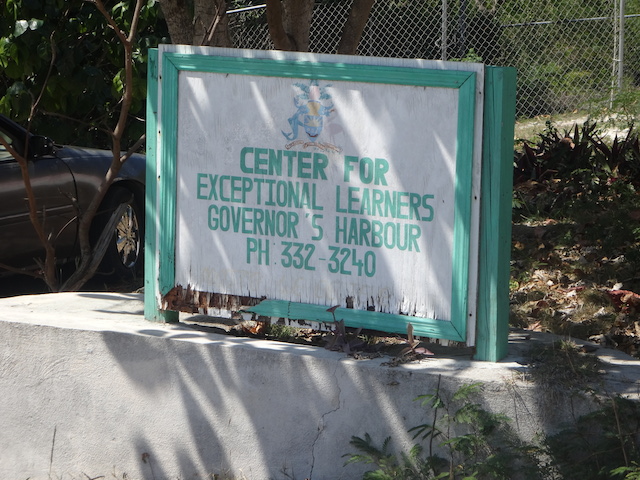 CENTER FOR
EXCEPTIONAL LEARNERS
GOVERNOR'S HARBOUR
PH: 332-3240